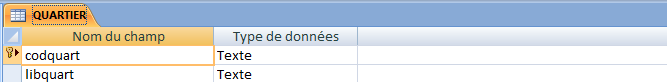 QUARTIER
Nom du champ Type de données
codquart Texte
libquart Texte